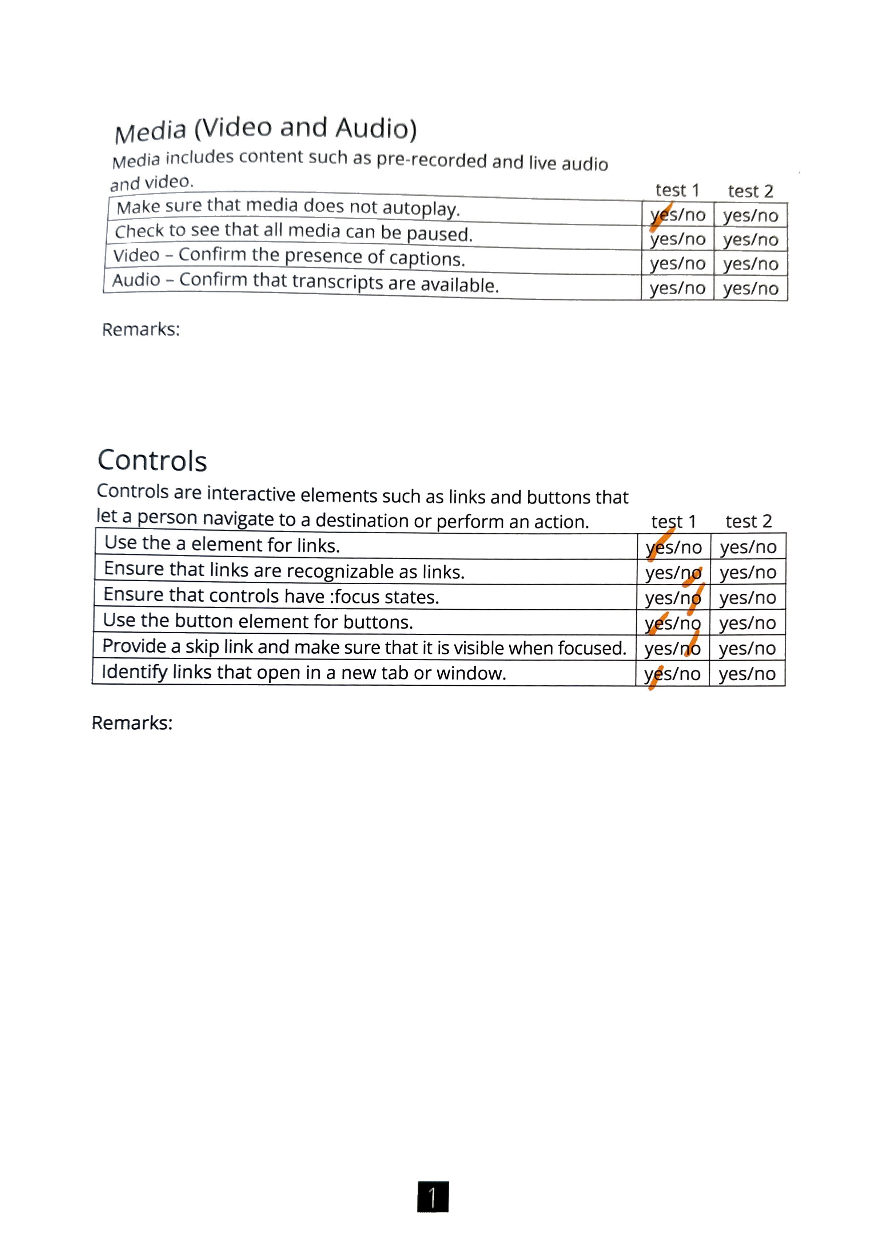 Media (Video and Audio)
Media includes content such as pre-recorded and live audio
and video.
test 1 test 2
Make sure that media does not autoplay. yes/no yes/no
Check to see that all media can be paused. yes/no yes/no
Video – Confirm the presence of captions. yes/no yes/no
Audio – Confirm that transcripts are available. yes/no yes/no
Remarks:
Controls
Controls are interactive elements such as links and buttons that
let a person navigate to a destination or perform an action. test 1 test 2
Use the a element for links. yes/no yes/no
Ensure that links are recognizable as links. yes/no yes/no
Ensure that controls have :focus states. yes/no yes/no
Use the button element for buttons. yes/no yes/no
Provide a skip link and make sure that it is visible when focused. yes/no yes/no
Identify links that open in a new tab or window. yes/no yes/no
Remarks:
1